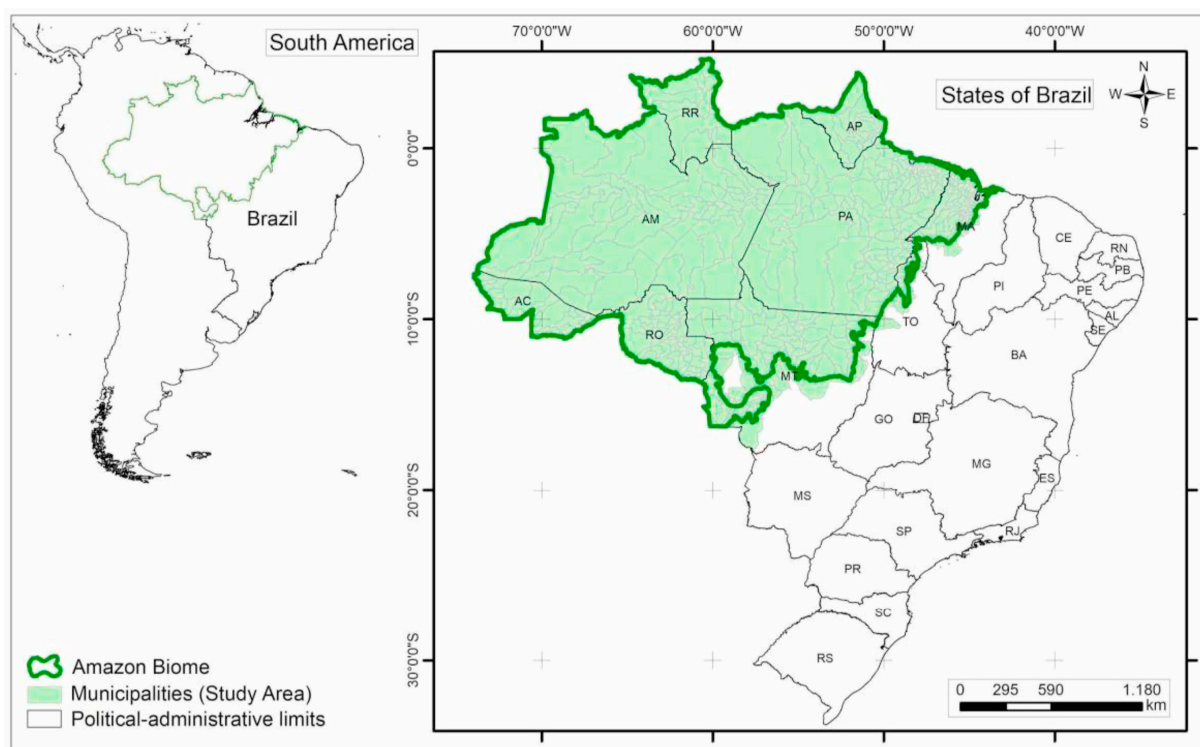 South America
Brazil
Amazon Biome
Municipalities (Study Area)
Political-administrative limits
70°0'0"W 60°0'0"W 50°0'0"W 40°0'0"W
0°0'0"
10°0'0"S
20°0'0"S
30°0'0"S
States of Brazil
N
W E
S
RR
AP
AM
PA
MA
CE
RN
PB
PE
PI
AL
SE
AC
RO
TO
BA
MT
GO
DF
MG
ES
MS
SP
RJ
PR
SC
RS
0 295 590 1.180
km